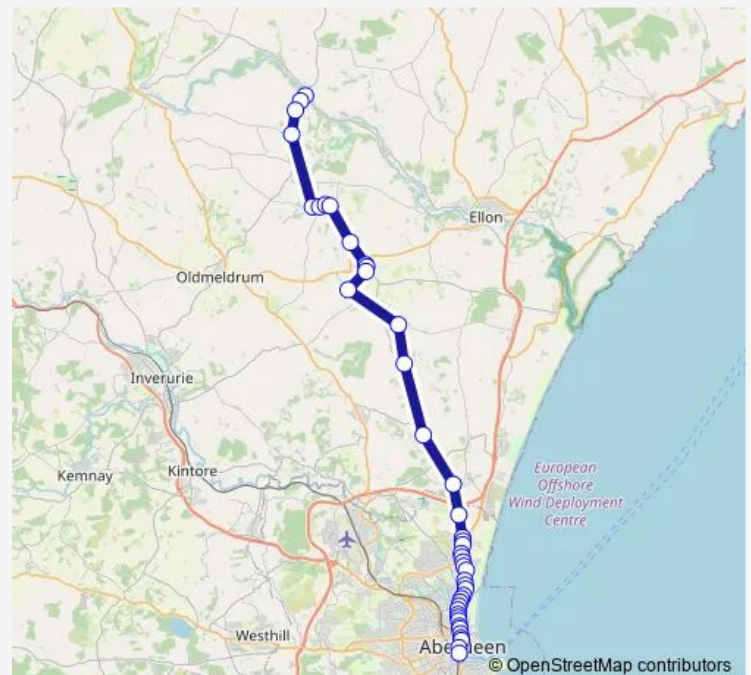 Ellon
Oldmeldrum
Inverurie
Kemnay
Kintore
European
Offshore
Wind Deployment
Centre
Westhill
Aberdeen
© OpenStreetMap contributors